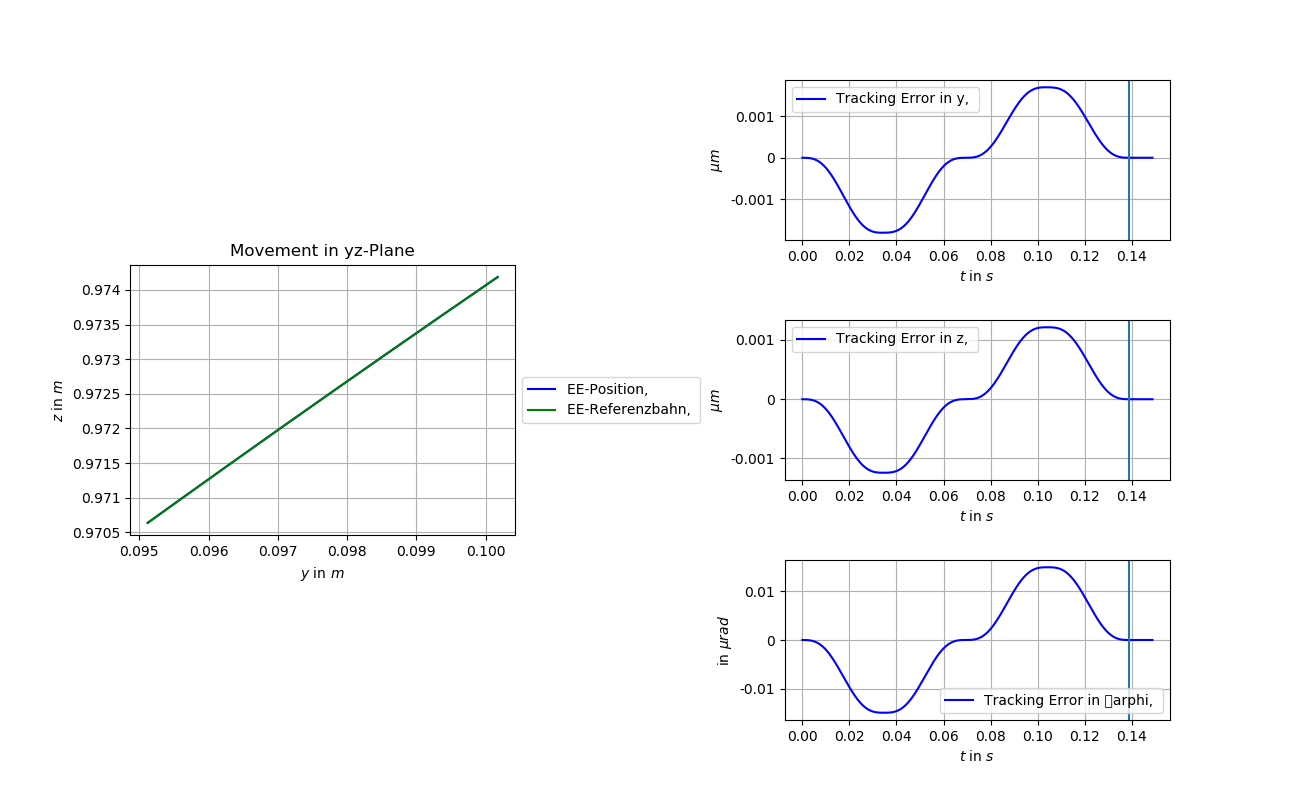 Movement in yz-Plane
0.974
0.9735
0.973
0.9725
0.972
0.9715
0.971
0.9705
z in m
0.095 0.096 0.097 0.098 0.099 0.100
y in m
EE-Position,
EE-Referenzbahn,
Tracking Error in y,
0.001
0
-0.001
μm
0.00 0.02 0.04 0.06 0.08 0.10 0.12 0.14
t in s
Tracking Error in z,
0.001
0
-0.001
μm
0.00 0.02 0.04 0.06 0.08 0.10 0.12 0.14
t in s
0.01
0
-0.01
in μrad
Tracking Error in ▯arphi,
0.00 0.02 0.04 0.06 0.08 0.10 0.12 0.14
t in s